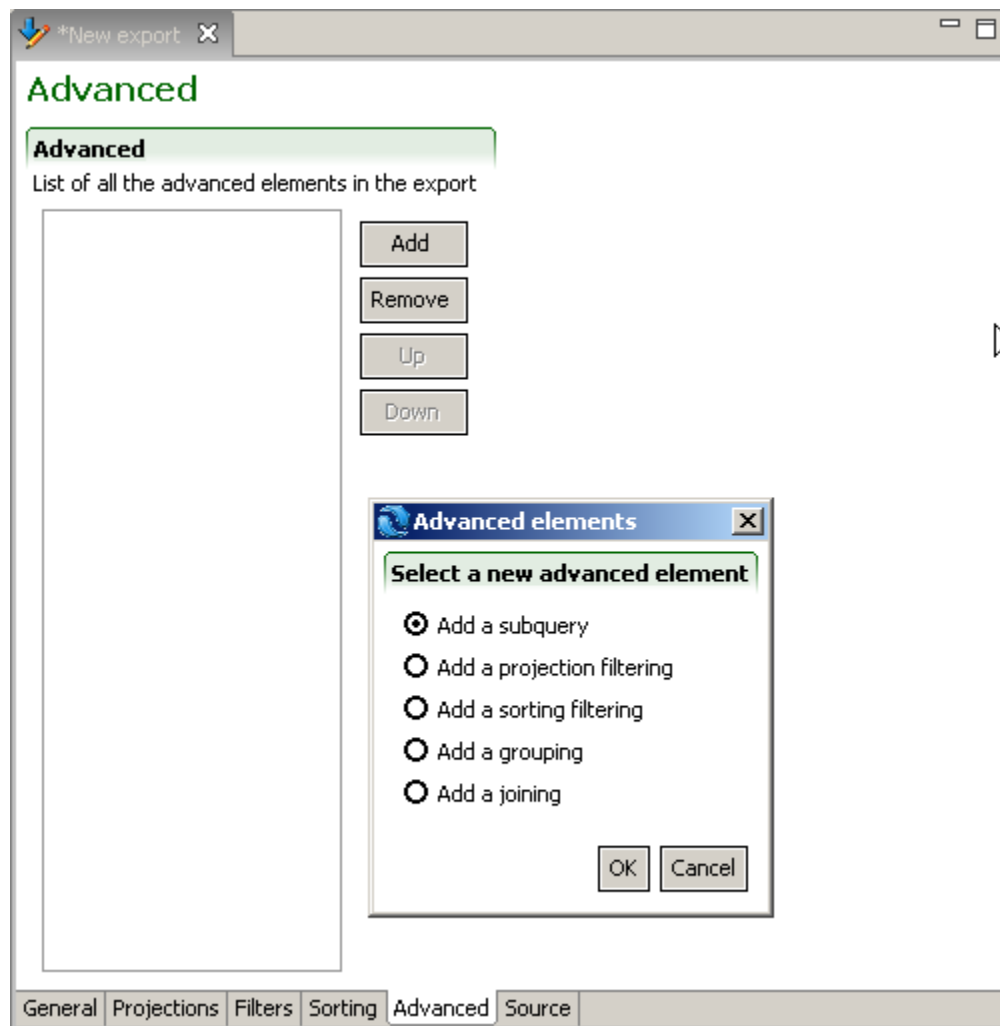 *New export
Advanced
Advanced
List of all the advanced elements in the export
Add
Remove
Up
Down
Advanced elements
Select a new advanced element
Add a subquery
Add a projection filtering
Add a sorting filtering
Add a grouping
Add a joining
OK Cancel
General Projections Filters Sorting Advanced Source